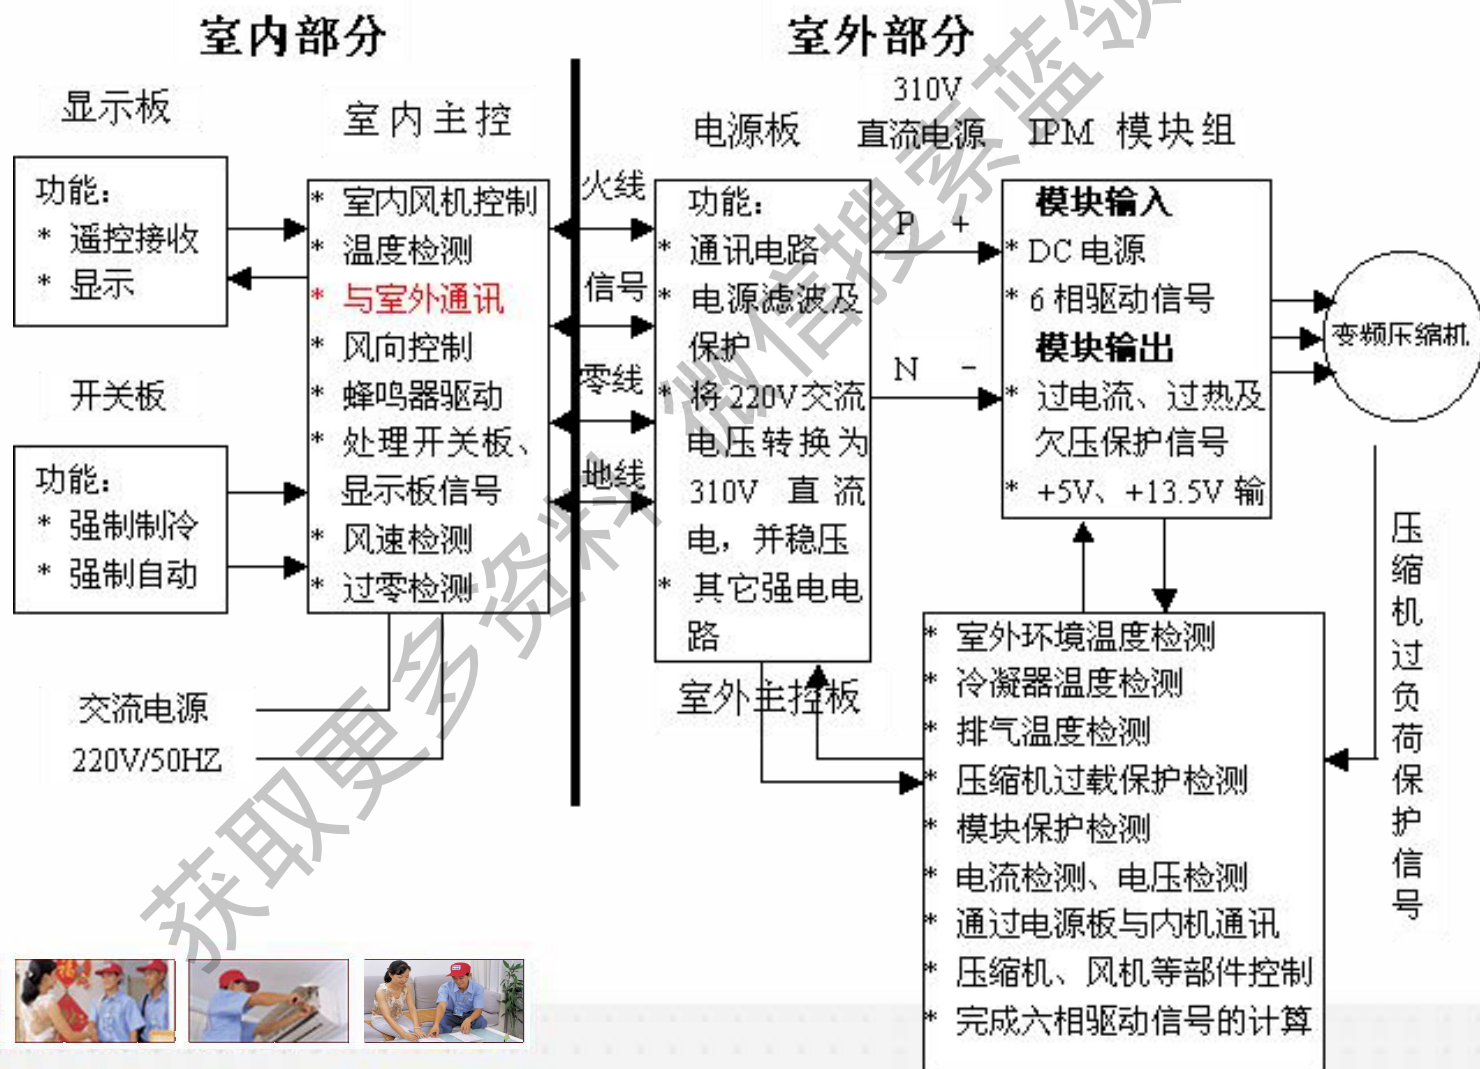 室内部分
室外部分
显示板
功能：
* 遥控接收
* 显示
开关板
功能：
* 强制制冷
* 强制自动
室内主控
* 室内风机控制
* 温度检测
* 与室外通讯
* 风向控制
* 蜂鸣器驱动
* 处理开关板、
显示板信号
* 风速检测
* 过零检测
交流电源
220V/50HZ
火线
信号
零线
地线
电源板
功能：
* 通讯电路
* 电源滤波及
保护
* 将220V交流
电压转换为
310V 直流
电，并稳压
* 其它强电电
路
310V
直流电源
P +
N -
IPM 模块组
模块输入
* DC 电源
* 6 相驱动信号
模块输出
* 过电流、过热及
欠压保护信号
* +5V、+13.5V 输
变频压缩机
压缩机过负荷保护信号
室外主控板
* 室外环境温度检测
* 冷凝器温度检测
* 排气温度检测
* 压缩机过载保护检测
* 模块保护检测
* 电流检测、电压检测
* 通过电源板与内机通讯
* 压缩机、风机等部件控制
* 完成六相驱动信号的计算
获取更多资料 微信搜索蓝领